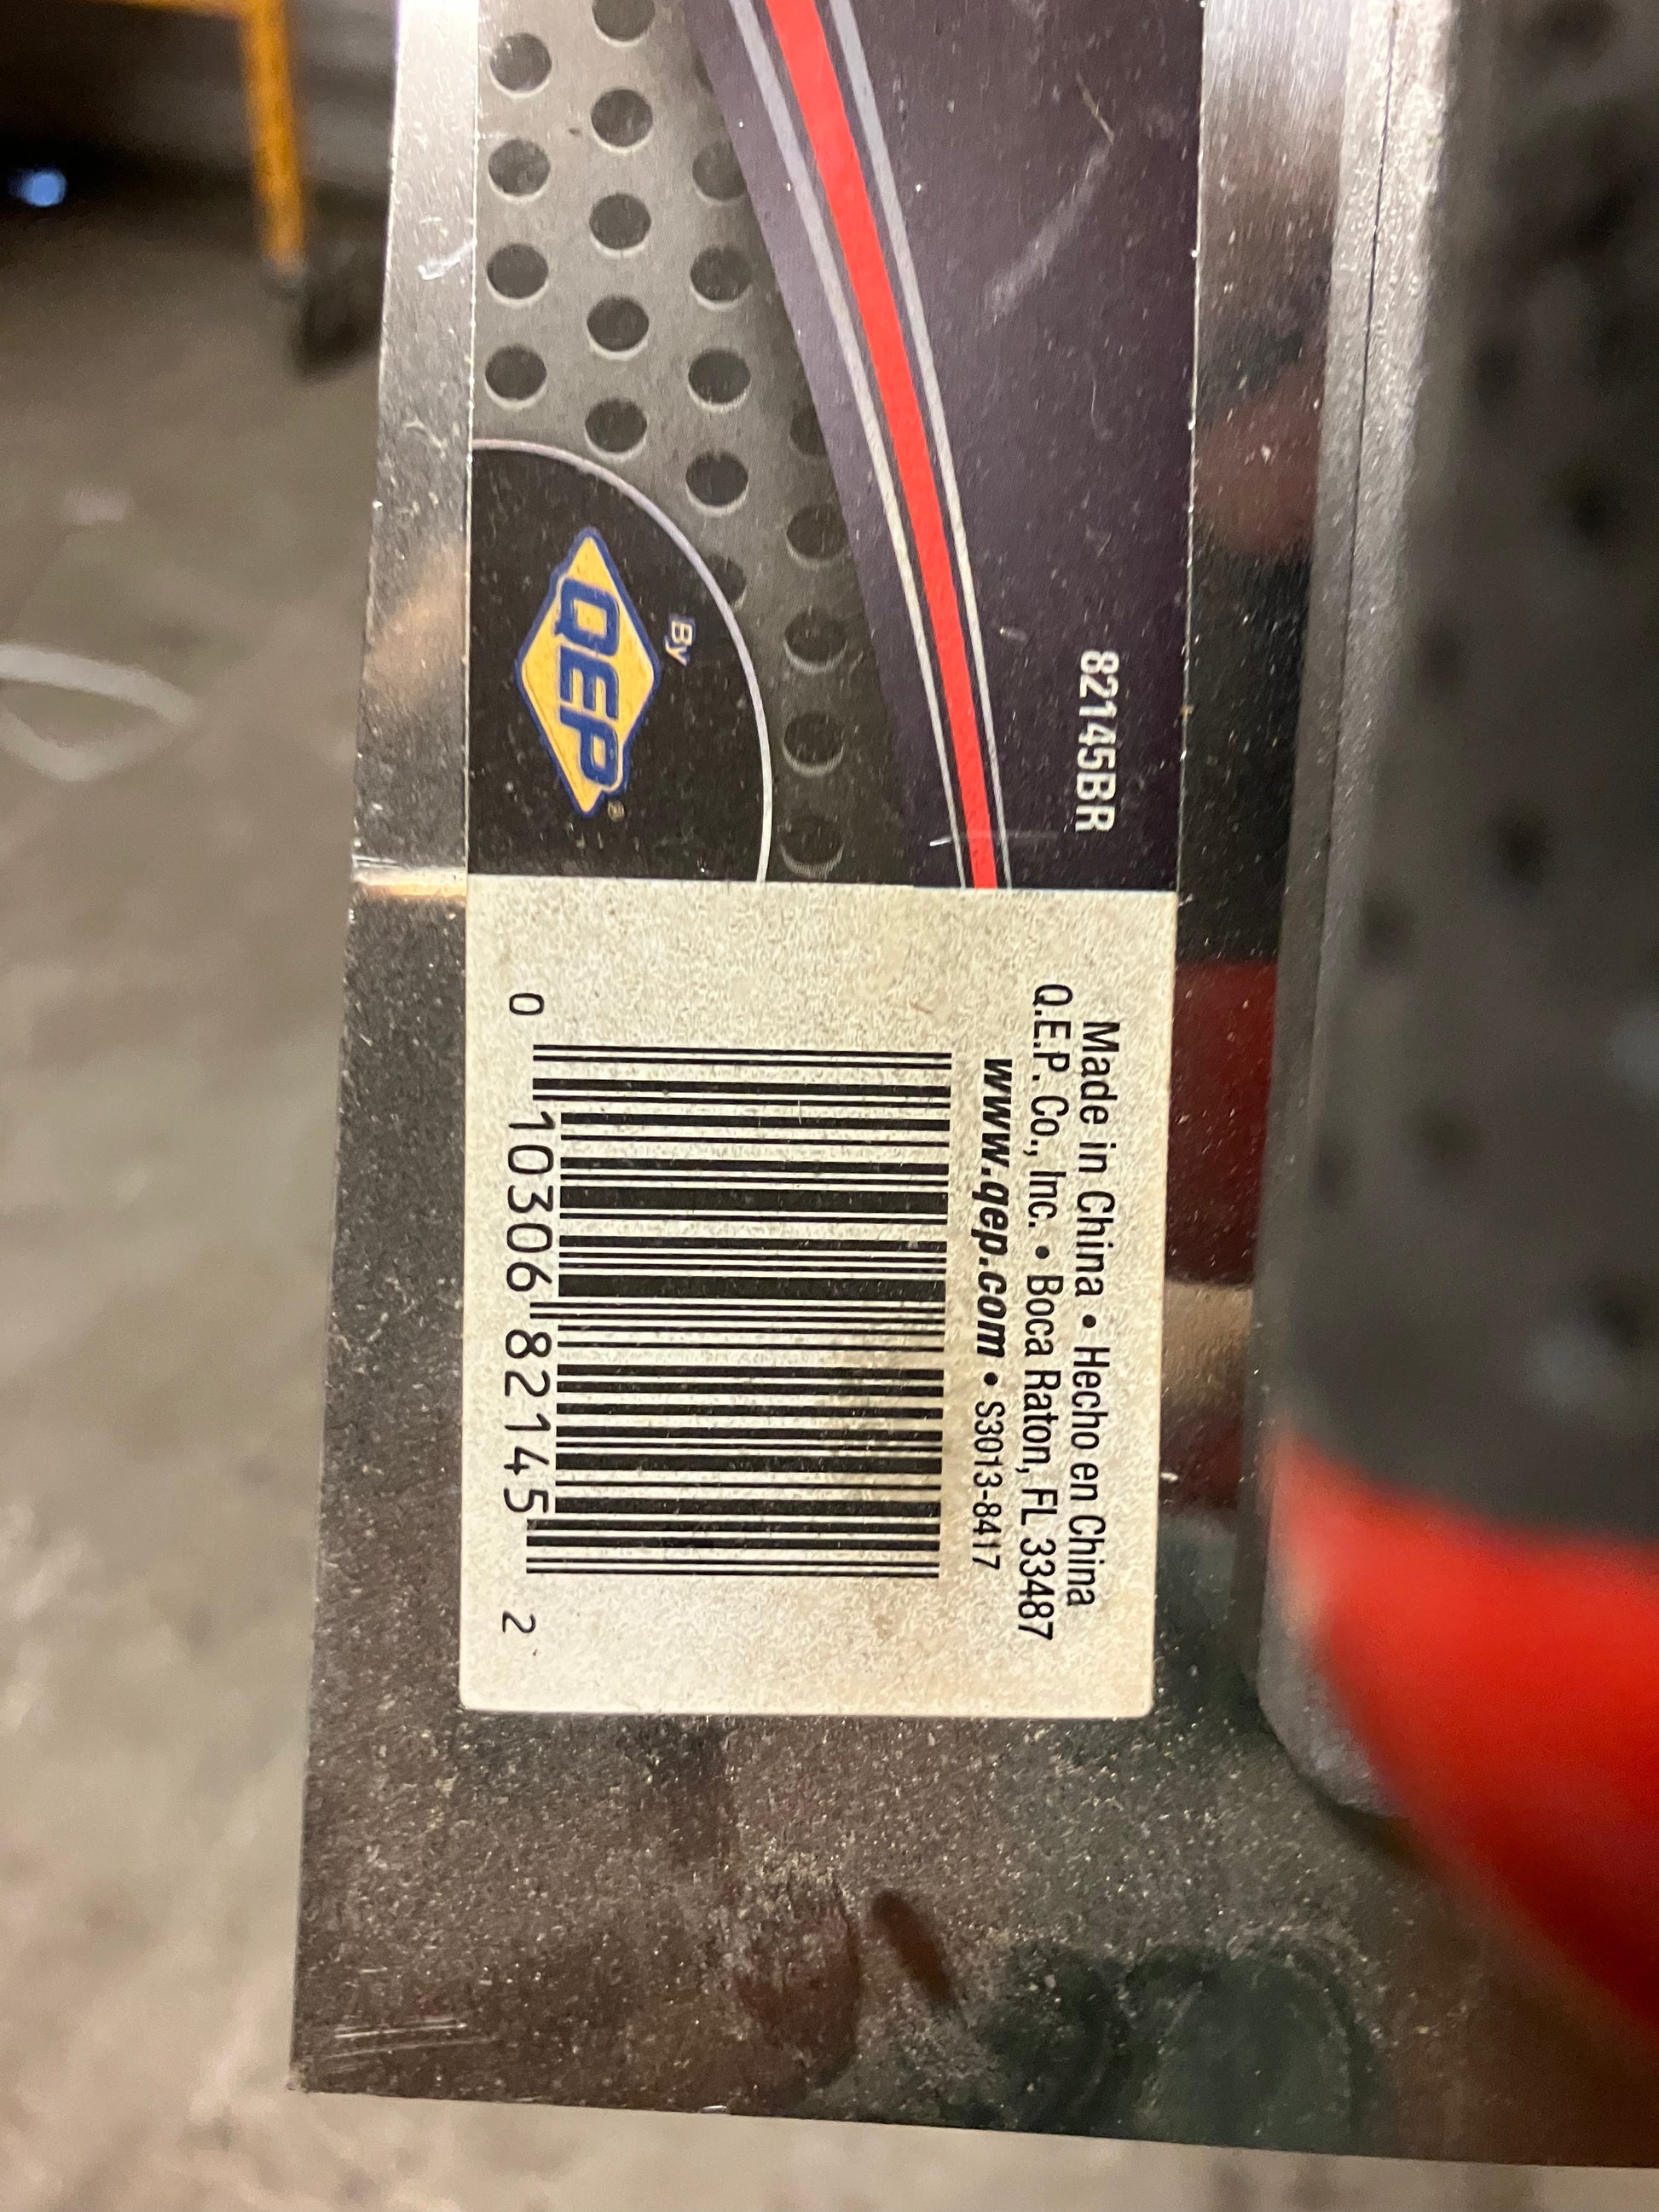 82145BR
By
QEP®
Made in China • Hecho en China
Q.E.P. Co., Inc. • Boca Raton, FL 33487
www.qep.com • S3013-8417
0 10306 82145 2